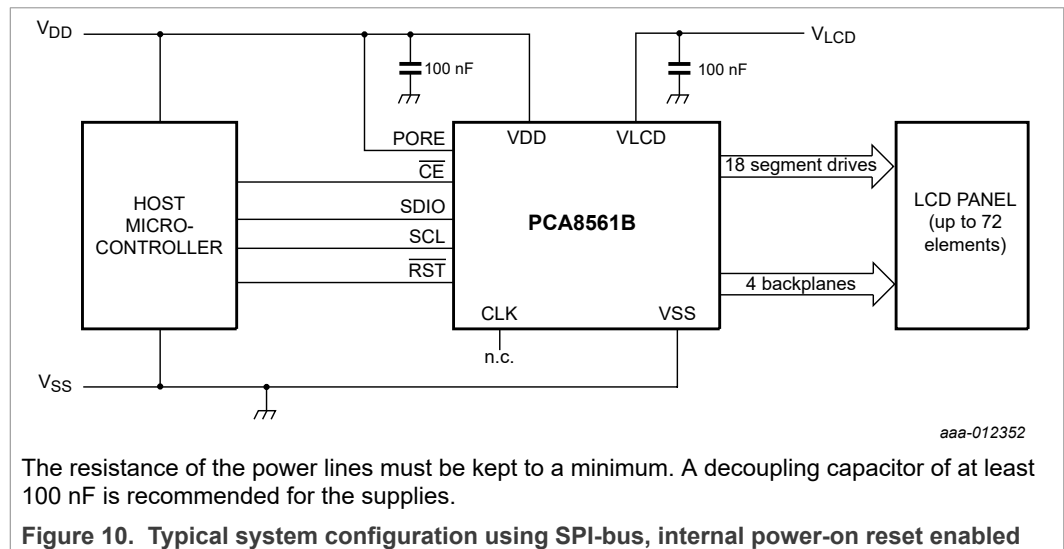 VDD
VLCD
100 nF
100 nF
PORE
VDD
VLCD
CE
SDIO
SCL
RST
HOST
MICRO-
CONTROLLER
PCA8561B
18 segment drives
4 backplanes
LCD PANEL
(up to 72
elements)
CLK
VSS
n.c.
VSS
aaa-012352
The resistance of the power lines must be kept to a minimum. A decoupling capacitor of at least
100 nF is recommended for the supplies.
Figure 10. Typical system configuration using SPI-bus, internal power-on reset enabled